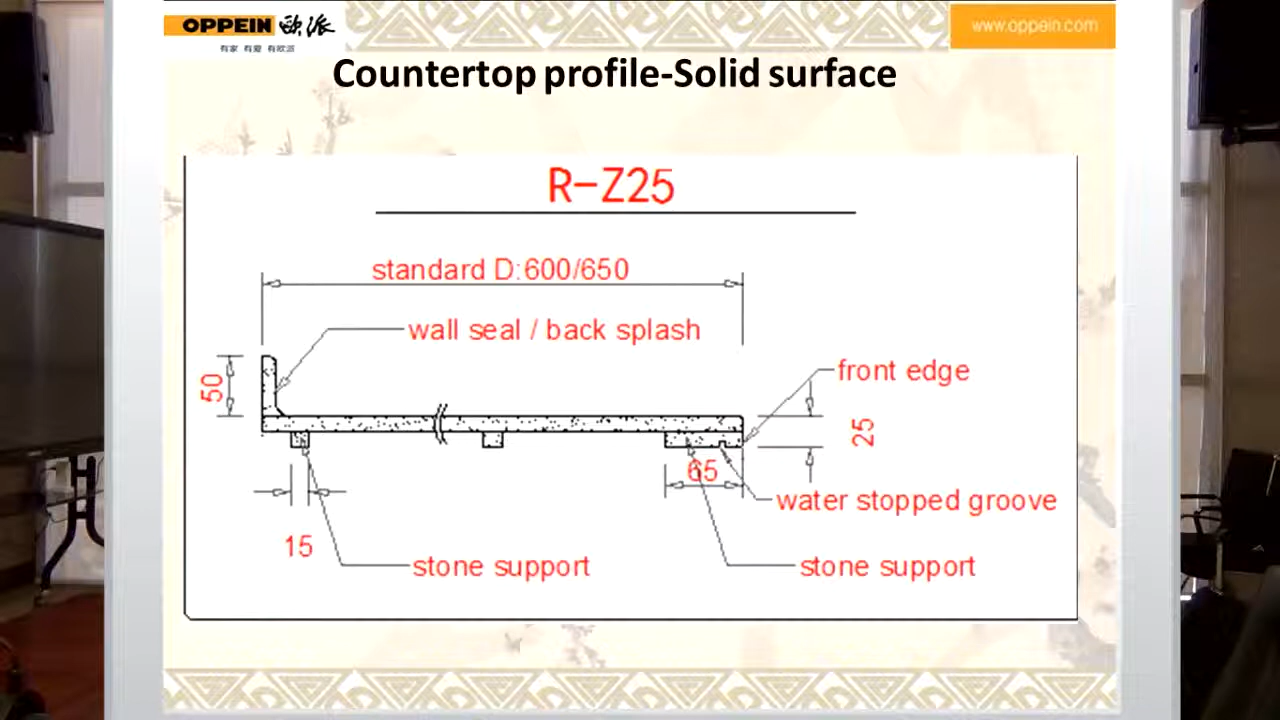 OPPEIN 欧派
有家 有爱 有欧派
www.oppein.com
Countertop profile-Solid surface
R-Z25
standard D:600/650
wall seal / back splash
50
front edge
25
65
water stopped groove
15
stone support
stone support